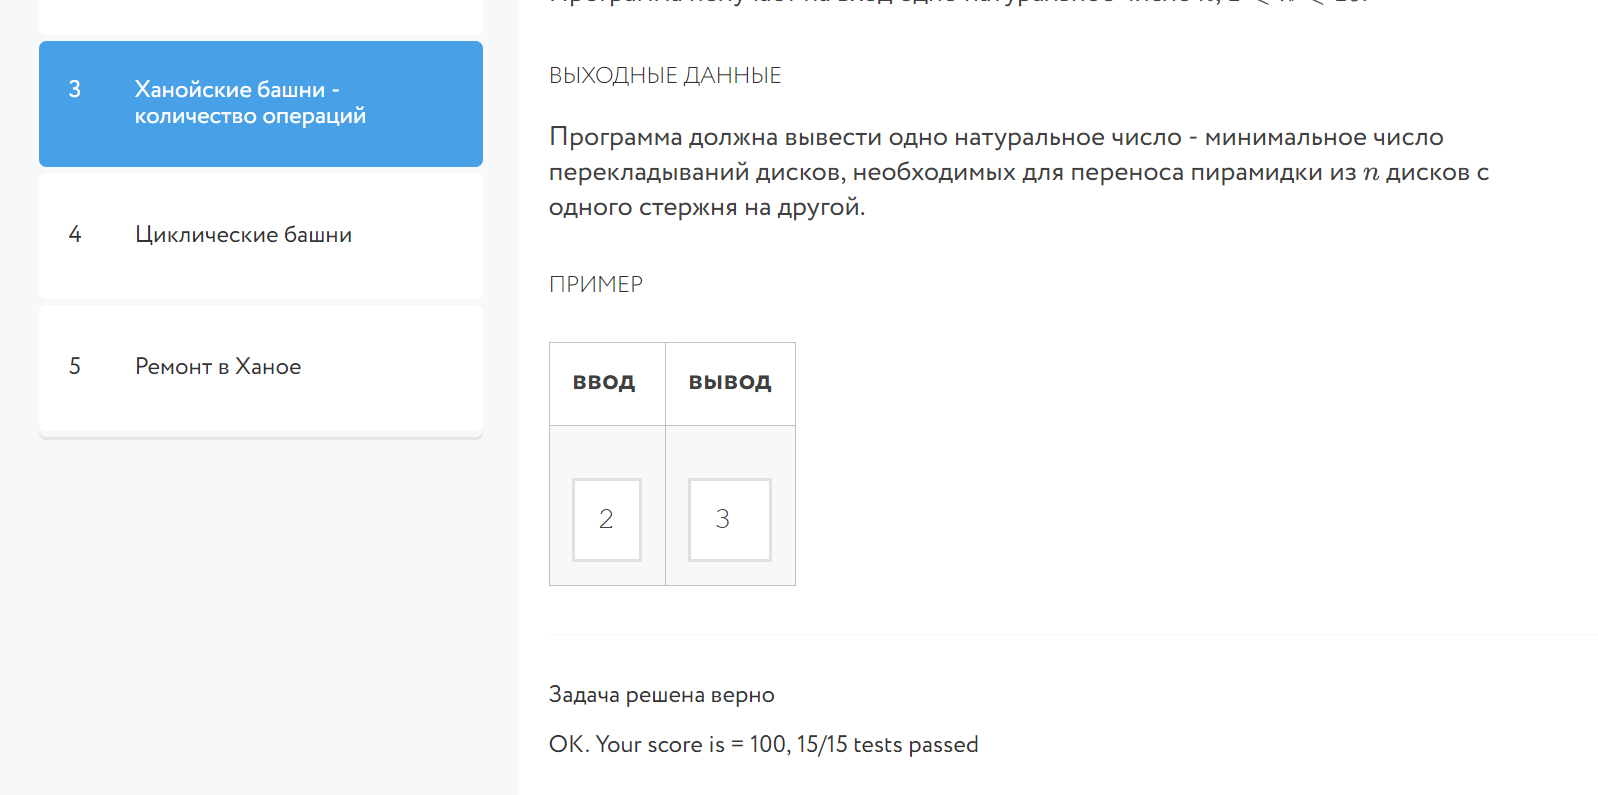 3
Ханойские башни -
количество операций
4
Циклические башни
5
Ремонт в Ханое
ВЫХОДНЫЕ ДАННЫЕ
Программа должна вывести одно натуральное число - минимальное число
перекладываний дисков, необходимых для переноса пирамидки из n дисков с
одного стержня на другой.
ПРИМЕР
ввод вывод
2 3
Задача решена верно
OK. Your score is = 100, 15/15 tests passed